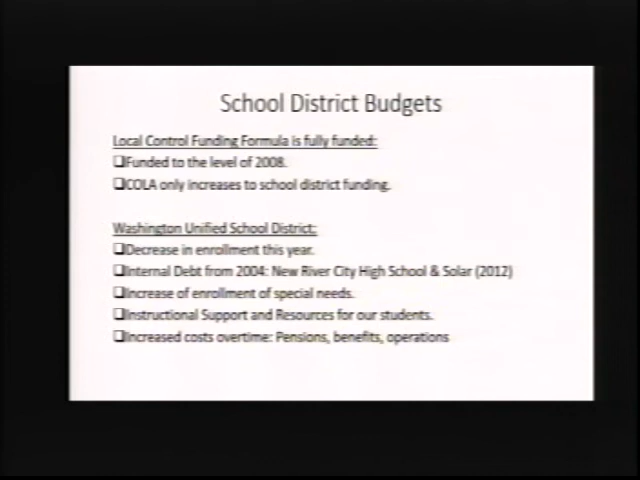 School District Budgets
Local Control Funding Formula is fully funded:
❑Funded to the level of 2008.
❑COLA only increases to school district funding.
Washington Unified School District:
❑Decrease in enrollment this year.
❑Internal Debt from 2004: New River City High School & Solar (2012)
❑Increase of enrollment of special needs.
❑Instructional Support and Resources for our students.
❑Increased costs overtime: Pensions, benefits, operations